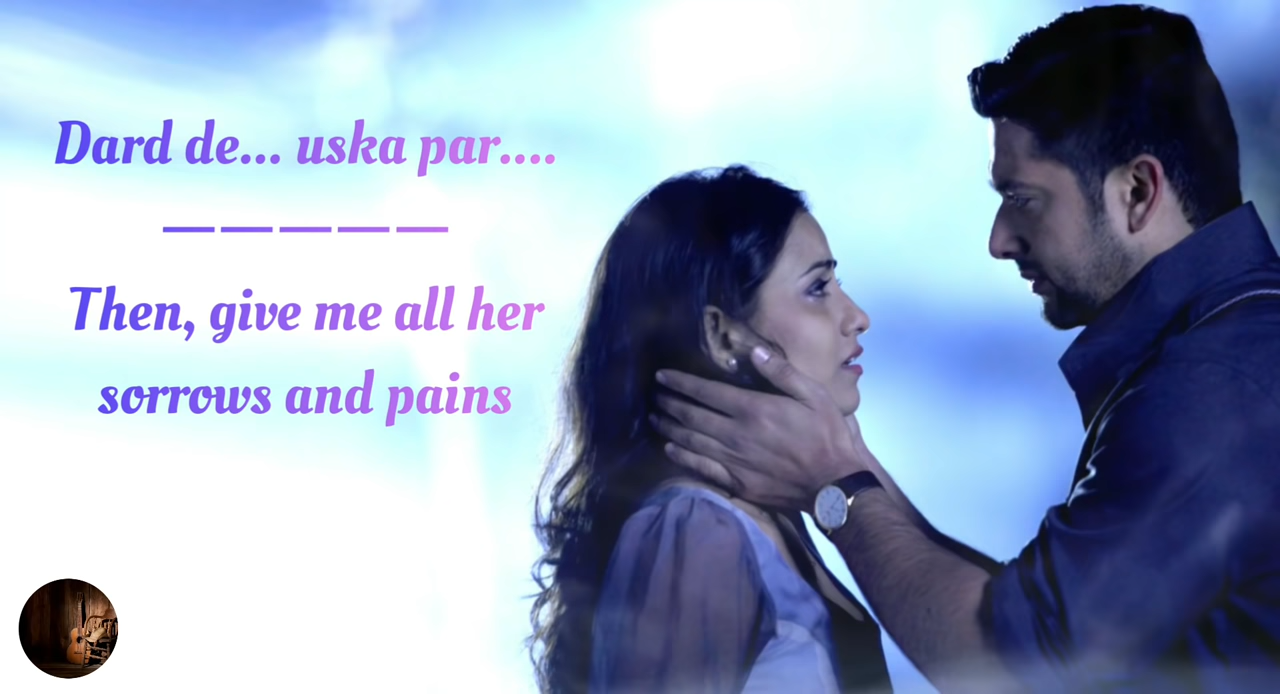 Dard de... uska par....
—————
Then, give me all her
sorrows and pains